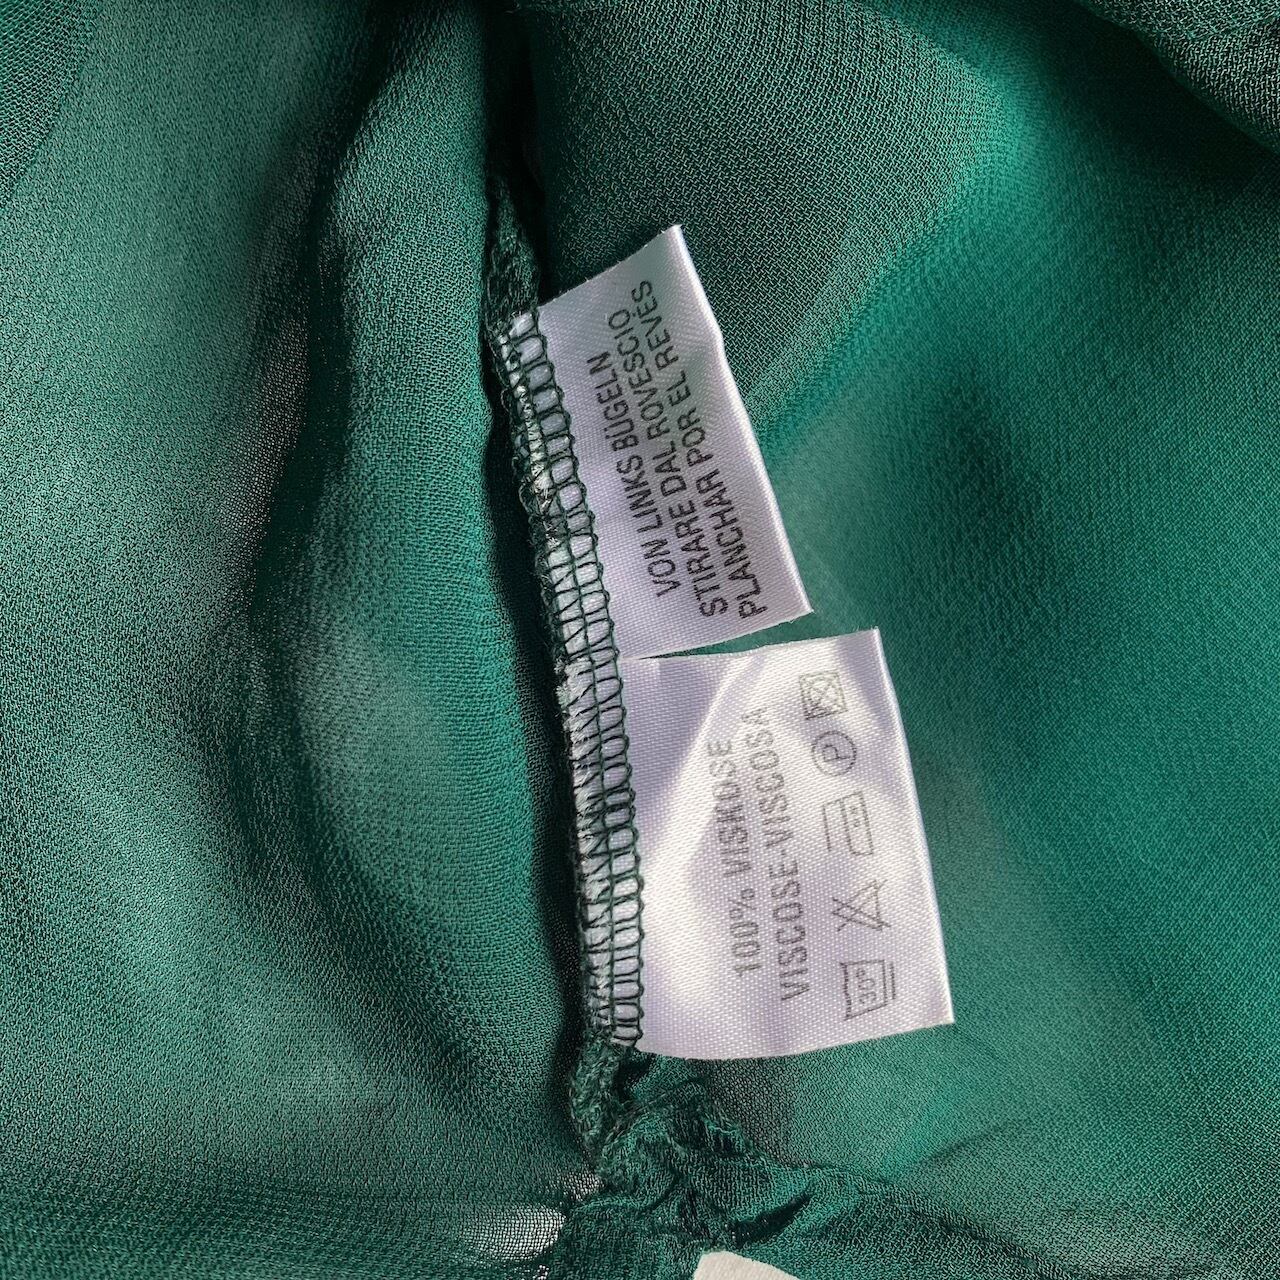 VON LINKS BÜGELN
STIRARE DAL ROVESCIO
PLANCHAR POR EL REVÉS
100% VISKOSE
VISCOSE-VISCOSA
30° P